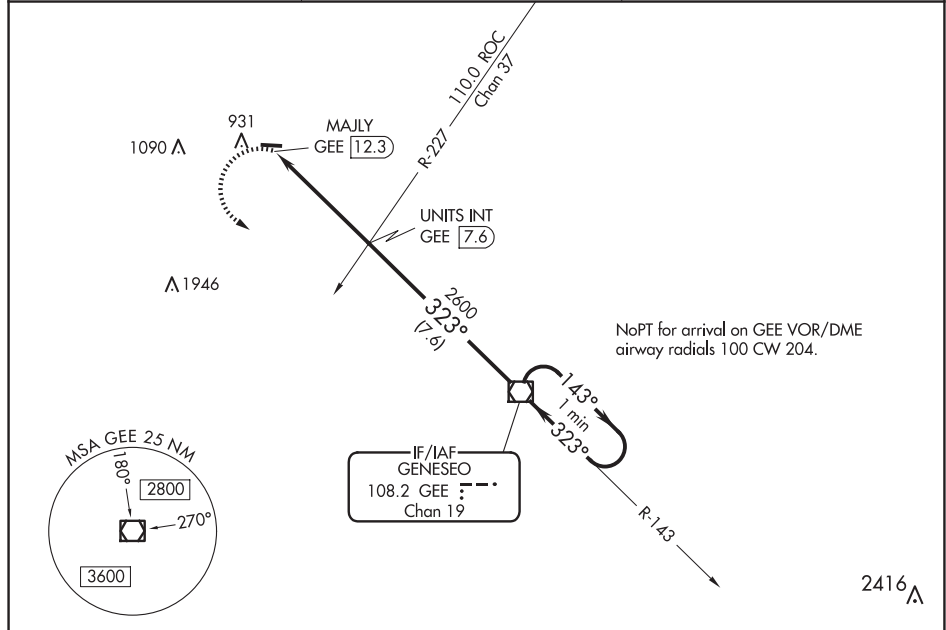 110.0 ROC
Chan 37
R-227
931
1090
MAJLY
GEE 12.3
UNITS INT
GEE 7.6
1946
2600
323°
(7.6)
NoPT for arrival on GEE VOR/DME
airway radials 100 CW 204.
143°
1 min
323°
IF/IAF
GENESEO
108.2 GEE
Chan 19
R-143
MSA GEE 25 NM
180°
2800
270°
3600
2416